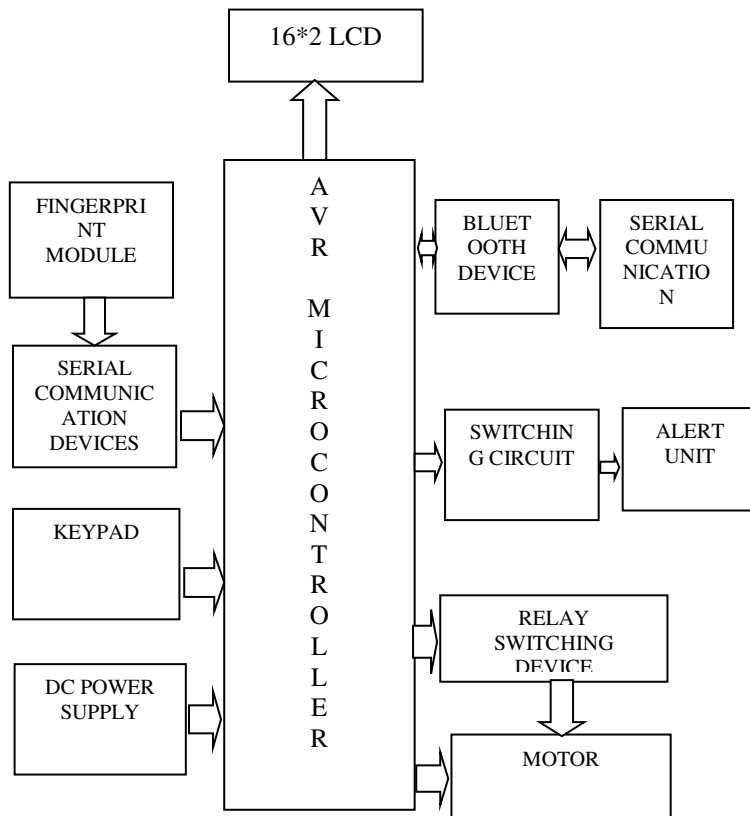 16*2 LCD
FINGERPRI
NT
MODULE
SERIAL
COMMUNIC
ATION
DEVICES
KEYPAD
DC POWER
SUPPLY
A
V
R
M
I
C
R
O
C
O
N
T
R
O
L
L
E
R
BLUET
OOTH
DEVICE
SERIAL
COMMU
NICATIO
N
SWITCHIN
G CIRCUIT
ALERT
UNIT
RELAY
SWITCHING
DEVICE
MOTOR